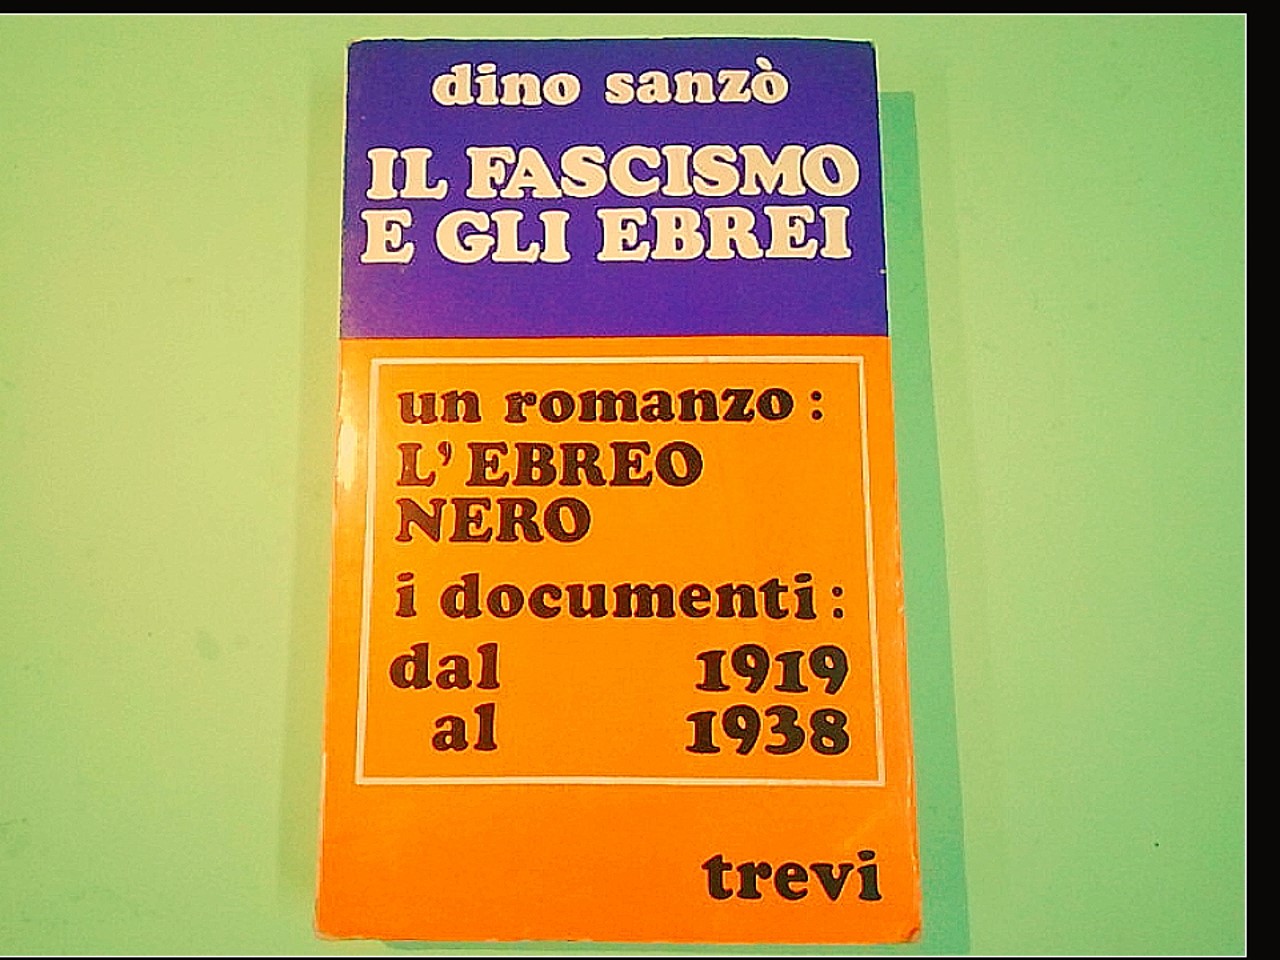 dino sanzò
IL FASCISMO
E GLI EBREI
un romanzo :
L'EBREO
NERO
i documenti :
dal 1919
al 1938
trevi